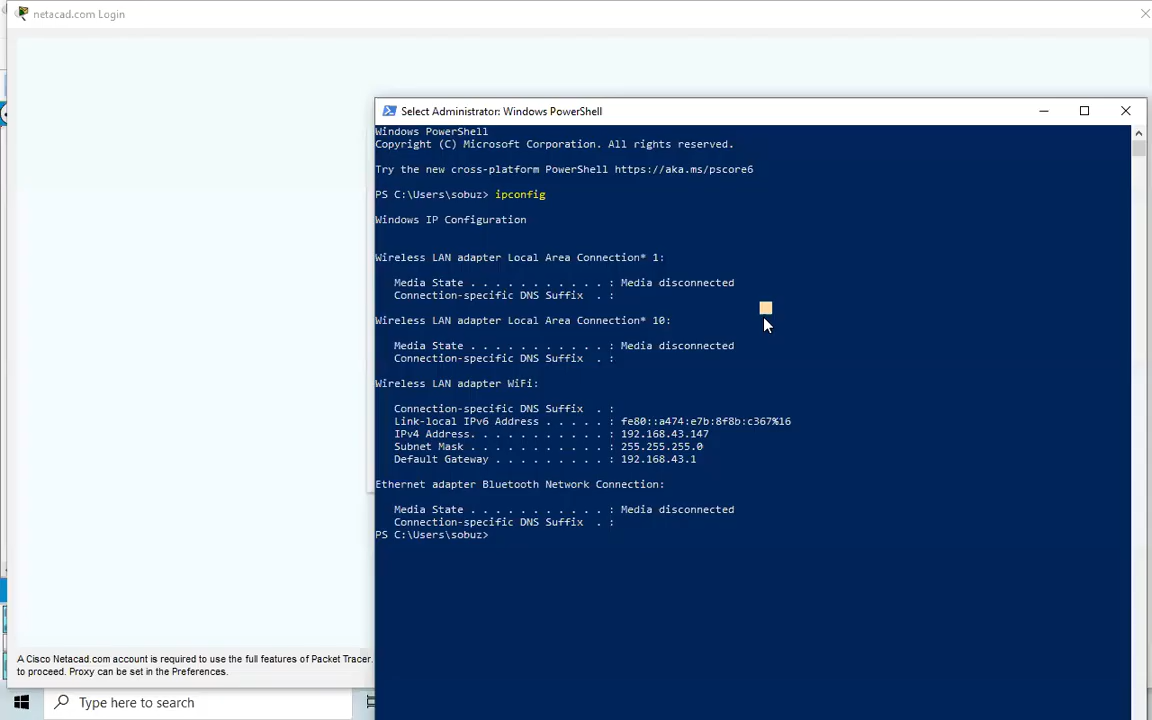 netacad.com Login
Select Administrator: Windows PowerShell
Windows PowerShell
Copyright (C) Microsoft Corporation. All rights reserved.
Try the new cross-platform PowerShell https://aka.ms/pscore6
PS C:\Users\sobuz> ipconfig
Windows IP Configuration
Wireless LAN adapter Local Area Connection* 1:
Media State . . . . . . . . . . . : Media disconnected
Connection-specific DNS Suffix  . :
Wireless LAN adapter Local Area Connection* 10:
Media State . . . . . . . . . . . : Media disconnected
Connection-specific DNS Suffix  . :
Wireless LAN adapter WiFi:
Connection-specific DNS Suffix  . :
Link-local IPv6 Address . . . . . : fe80::a474:e7b:8f8b:c367%16
IPv4 Address. . . . . . . . . . . : 192.168.43.147
Subnet Mask . . . . . . . . . . . : 255.255.255.0
Default Gateway . . . . . . . . . : 192.168.43.1
Ethernet adapter Bluetooth Network Connection:
Media State . . . . . . . . . . . : Media disconnected
Connection-specific DNS Suffix  . :
PS C:\Users\sobuz>
A Cisco Netacad.com account is required to use the full features of Packet Tracer.
to proceed. Proxy can be set in the Preferences.
Type here to search